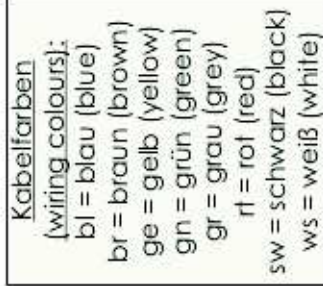 Kabelfarben
(wiring colours):
bl = blau (blue)
br = braun (brown)
ge = gelb (yellow)
gn = grün (green)
gr = grau (grey)
rt = rot (red)
sw = schwarz (black)
ws = weiß (white)